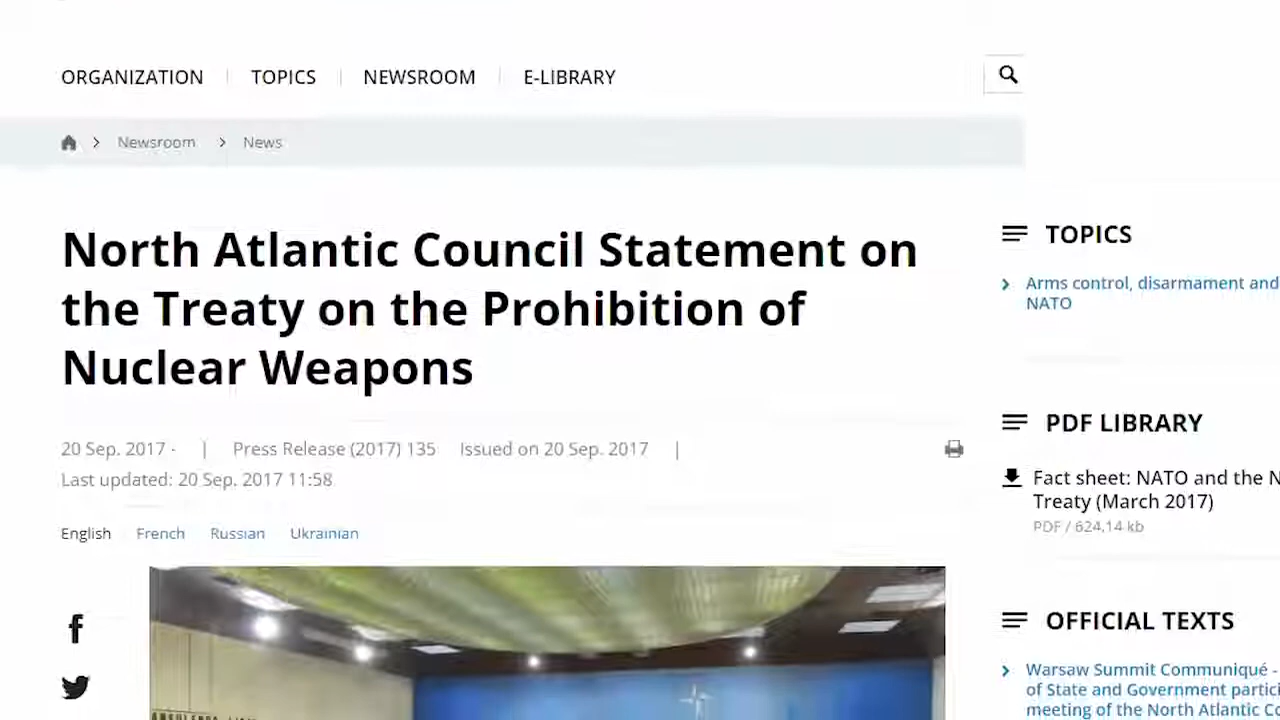 ORGANIZATION TOPICS NEWSROOM E-LIBRARY
Newsroom News
North Atlantic Council Statement on
the Treaty on the Prohibition of
Nuclear Weapons
20 Sep. 2017 - | Press Release (2017) 135 Issued on 20 Sep. 2017 |
Last updated: 20 Sep. 2017 11:58
English French Russian Ukrainian
TOPICS
Arms control, disarmament and
NATO
PDF LIBRARY
Fact sheet: NATO and the N
Treaty (March 2017)
PDF / 624,14 kb
OFFICIAL TEXTS
Warsaw Summit Communiqué -
of State and Government partici
meeting of the North Atlantic Co